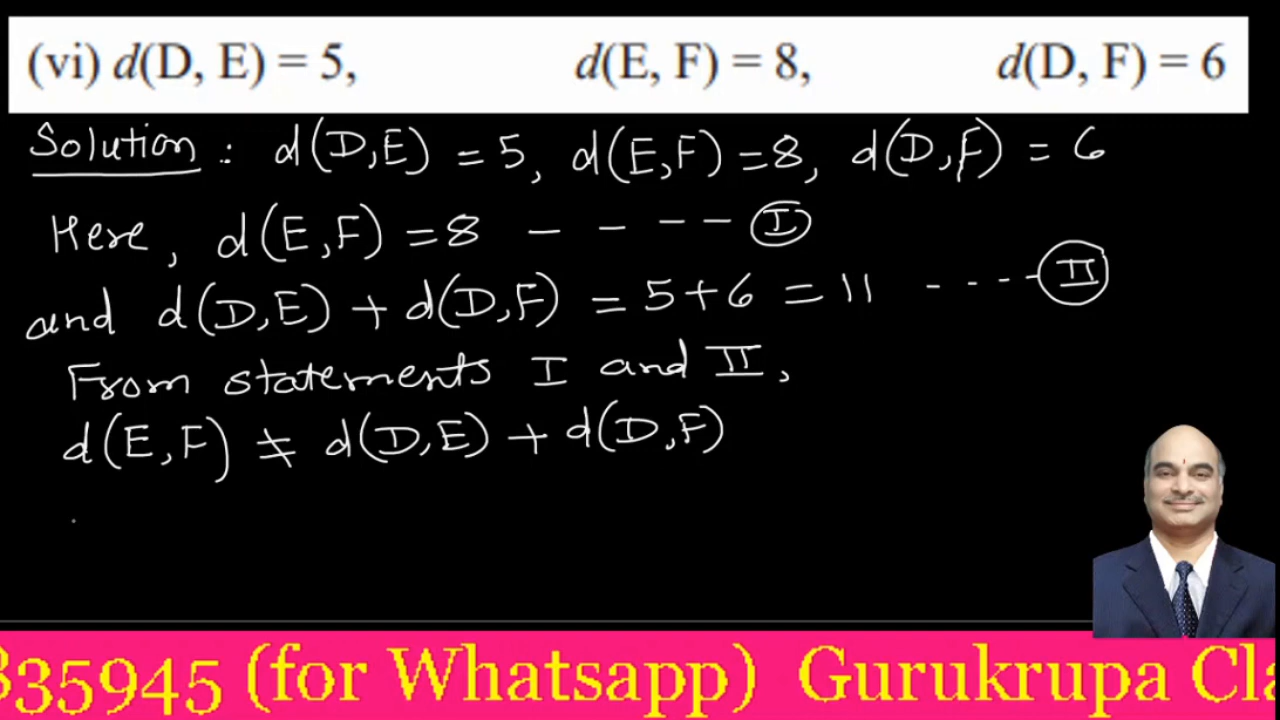 (vi) d(D, E) = 5, d(E, F) = 8, d(D, F) = 6
Solution : d(D,E) = 5, d(E,F) = 8, d(D,F) = 6
Here, d(E,F) = 8 - - - - - I
and d(D,E) + d(D,F) = 5+6 = 11 - - - - - II
From statements I and II,
d(E,F) ≠ d(D,E) + d(D,F)
835945 (for Whatsapp) Gurukrupa Cla